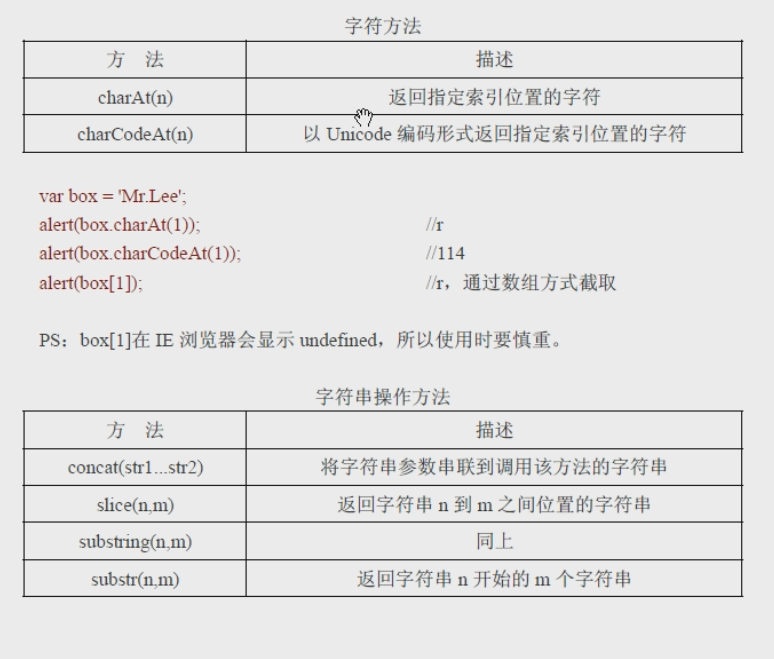 字符方法
方 法 描述
charAt(n) 返回指定索引位置的字符
charCodeAt(n) 以 Unicode 编码形式返回指定索引位置的字符
var box = 'Mr.Lee';
alert(box.charAt(1)); //r
alert(box.charCodeAt(1)); //114
alert(box[1]); //r，通过数组方式截取
PS：box[1]在 IE 浏览器会显示 undefined，所以使用时要慎重。
字符串操作方法
方 法 描述
concat(str1...str2) 将字符串参数串联到调用该方法的字符串
slice(n,m) 返回字符串 n 到 m 之间位置的字符串
substring(n,m) 同上
substr(n,m) 返回字符串 n 开始的 m 个字符串